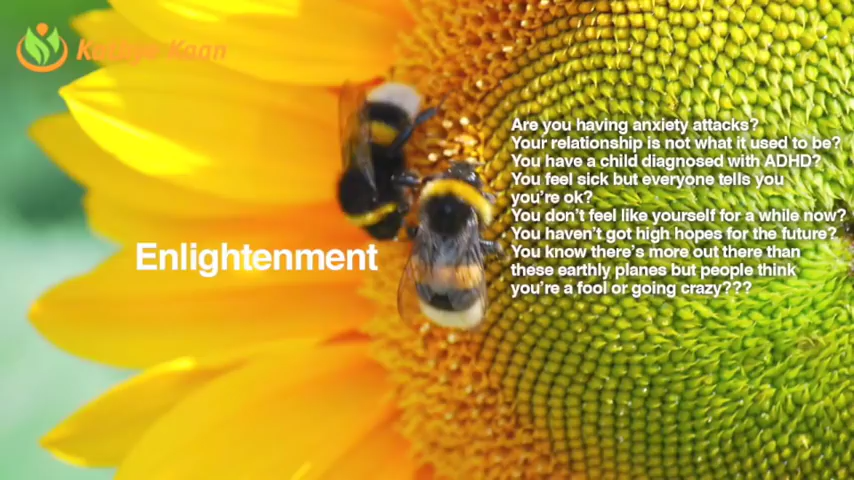 Enlightenment
Are you having anxiety attacks?
Your relationship is not what it used to be?
You have a child diagnosed with ADHD?
You feel sick but everyone tells you
you're ok?
You don't feel like yourself for a while now?
You haven't got high hopes for the future?
You know there's more out there than
these earthly planes but people think
you're a fool or going crazy???